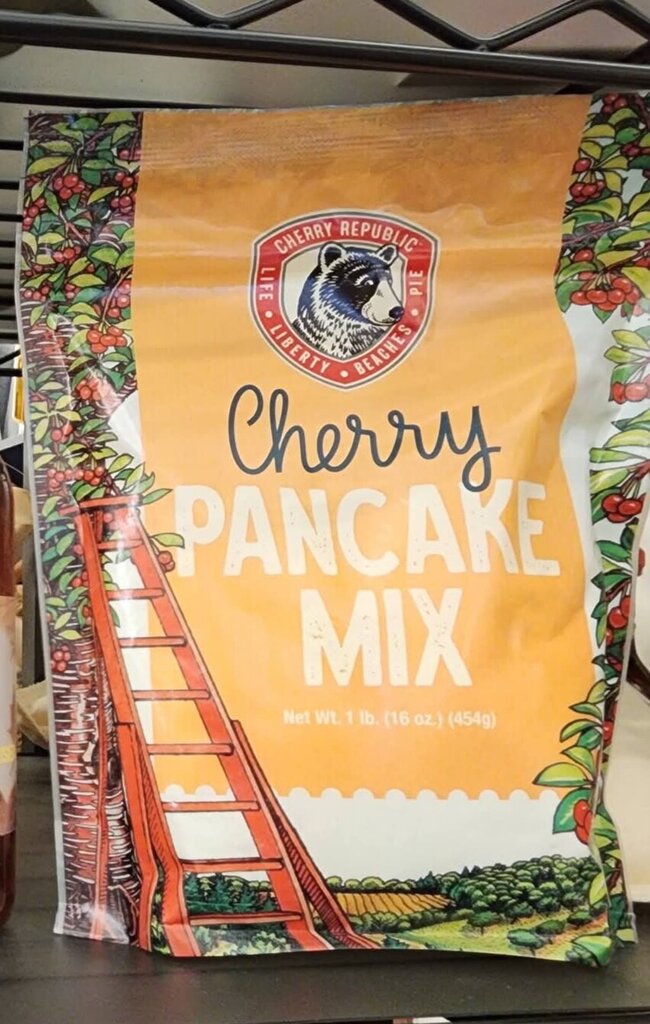 CHERRY REPUBLIC
LIFE • LIBERTY • BEACHES • PIE
Cherry
PANCAKE
MIX
Net Wt. 1 lb. (16 oz.) (454g)